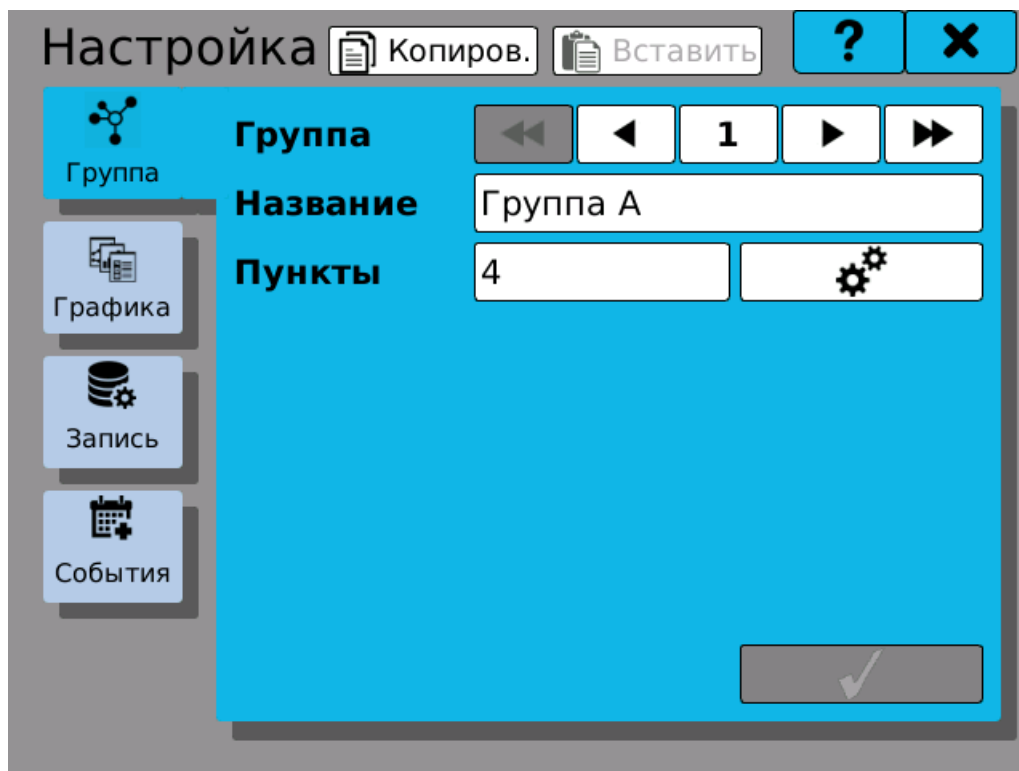 Настройка Копиров. Вставить ?
Группа
Группа 1
Название Группа A
Пункты 4
Графика
Запись
События